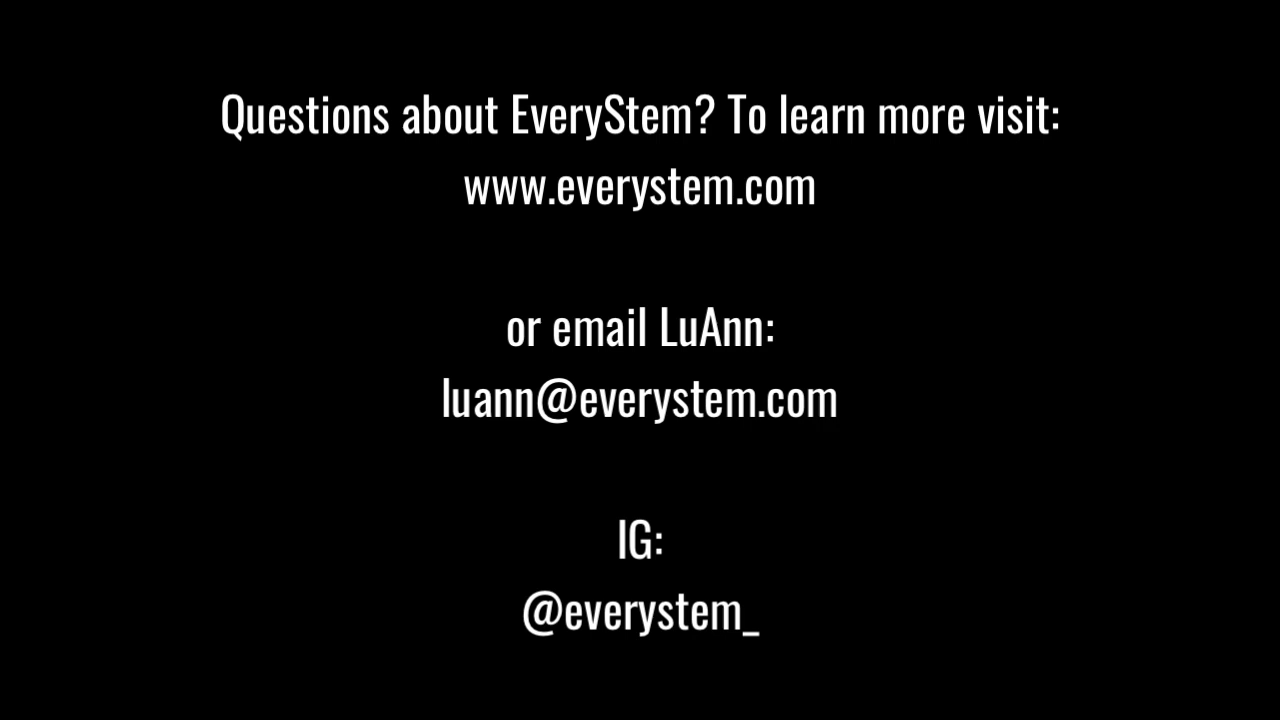 Questions about EveryStem? To learn more visit:
www.everystem.com
or email LuAnn:
luann@everystem.com
IG:
@everystem_